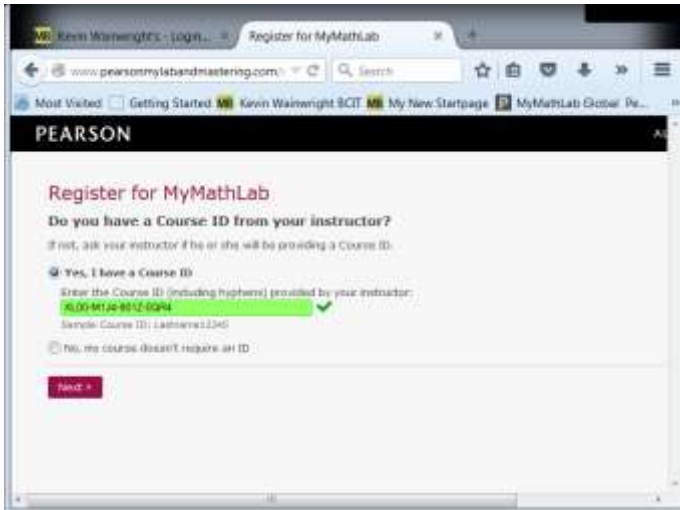 Kevin Wainwright's - Login...
Register for MyMathLab
www.pearsonmylabandmastering.com
Search
Most Visited Getting Started Kevin Wainwright BCIT My New Startpage MyMathLab Global Pe...
PEARSON
Register for MyMathLab
Do you have a Course ID from your instructor?
If not, ask your instructor if he or she will be providing a Course ID.
Yes, I have a Course ID
Enter the Course ID (including hyphens) provided by your instructor:
Sample Course ID: Lastname12345
No, my course doesn't require an ID
Next >